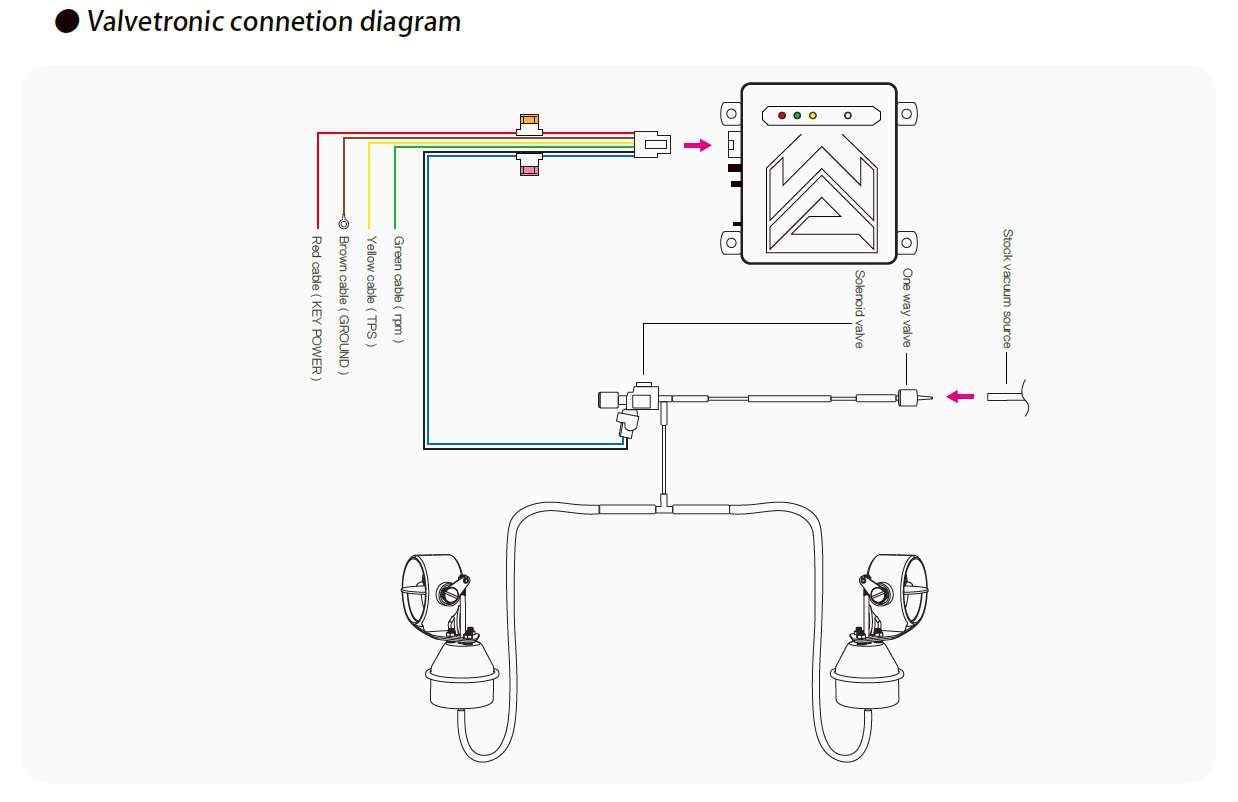 Valvetronic connetion diagram
Red cable ( KEY POWER )
Brown cable ( GROUND )
Yellow cable ( TPS )
Green cable ( rpm )
Solenoid valve
One way valve
Stock vacuum source